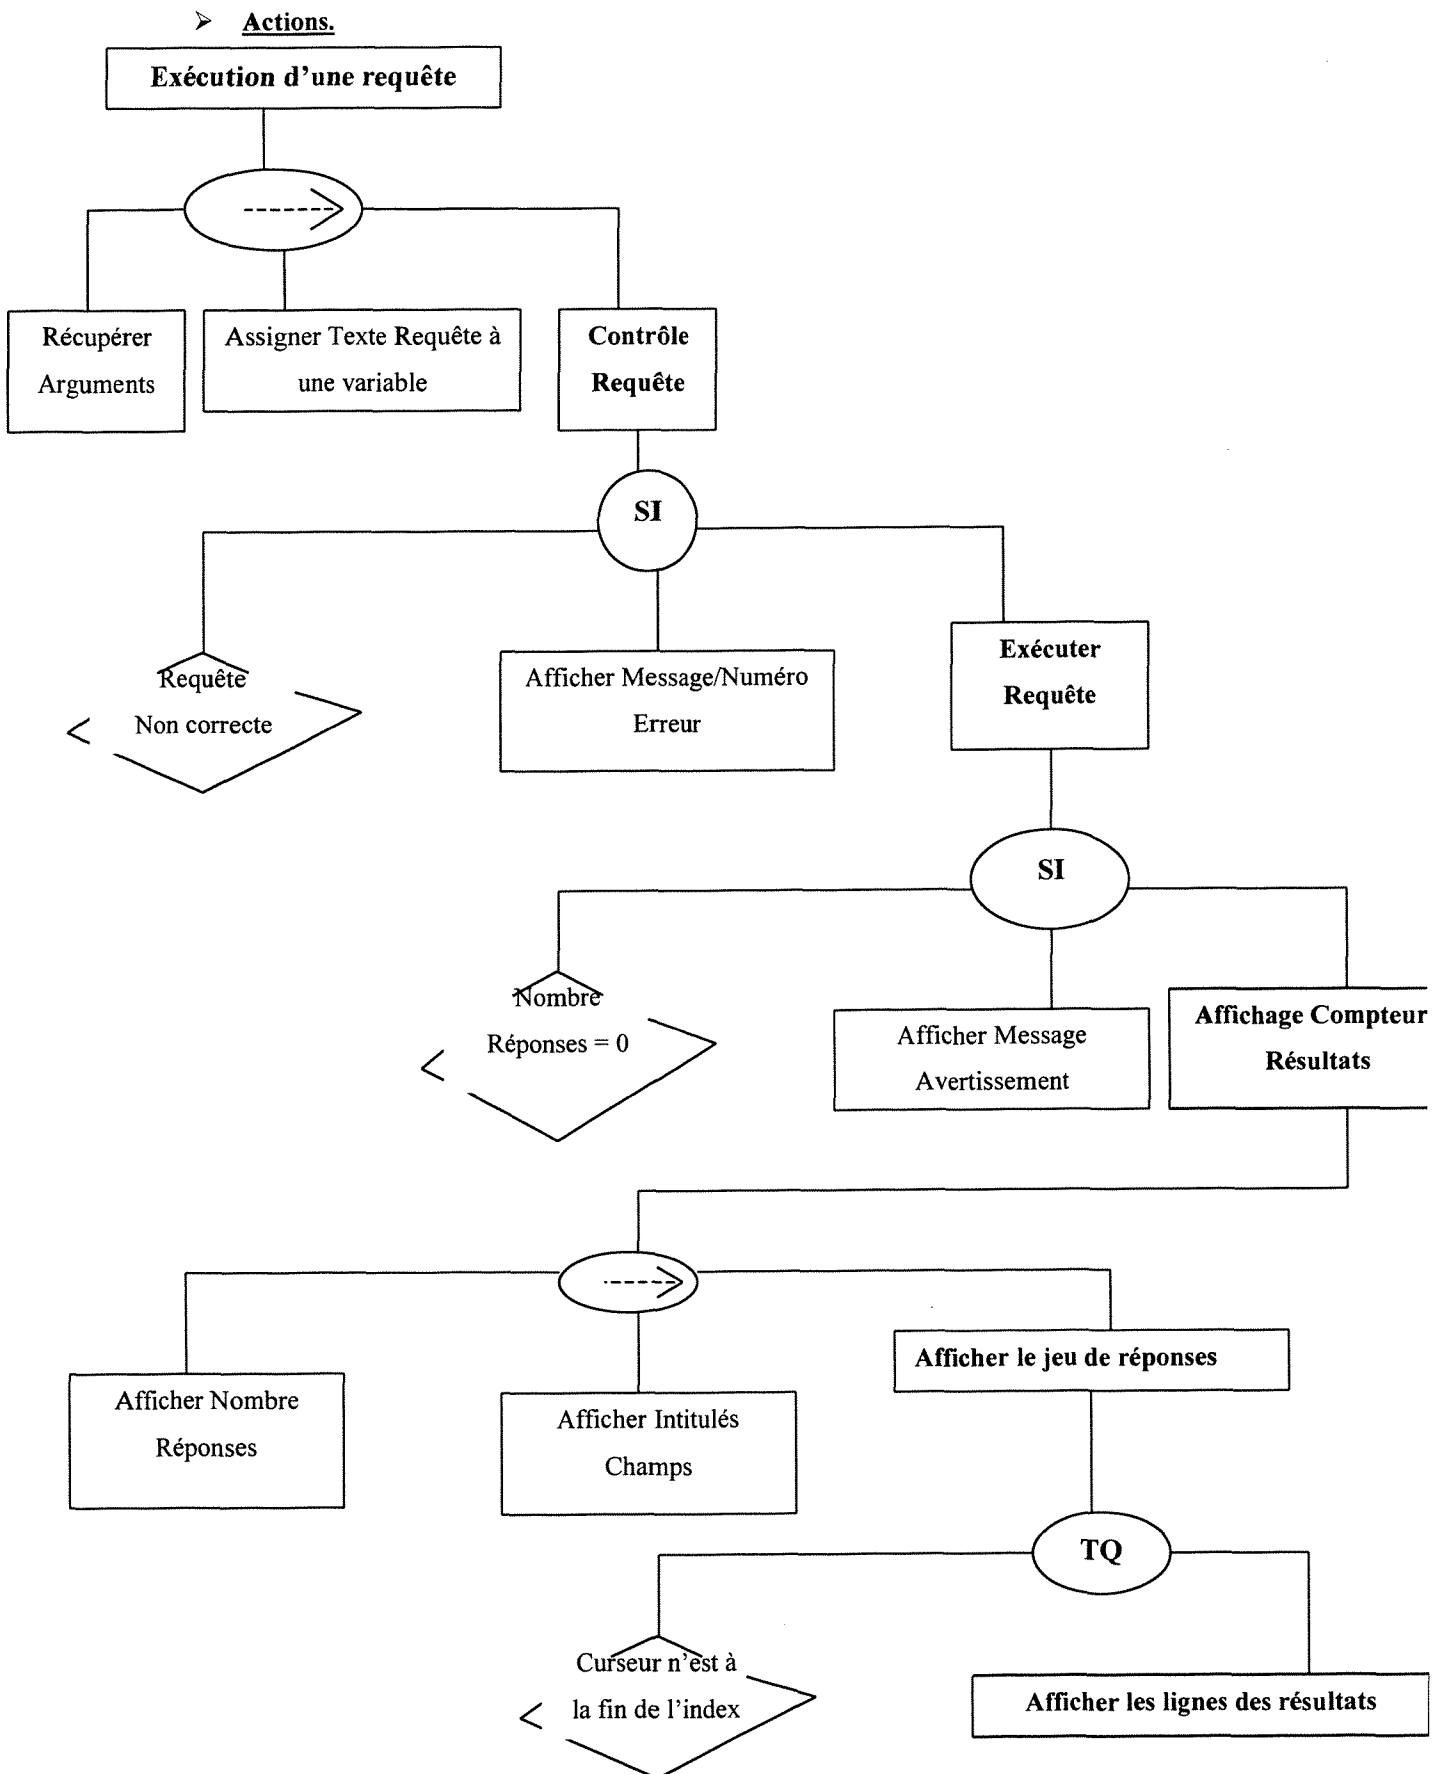 ➢ Actions.
Exécution d'une requête
Récupérer
Arguments
Assigner Texte Requête à
une variable
Contrôle
Requête
SI
Requête
Non correcte
Afficher Message/Numéro
Erreur
Exécuter
Requête
SI
Nombre
Réponses = 0
Afficher Message
Avertissement
Affichage Compteur
Résultats
Afficher Nombre
Réponses
Afficher Intitulés
Champs
Afficher le jeu de réponses
TQ
Curseur n'est à
la fin de l'index
Afficher les lignes des résultats